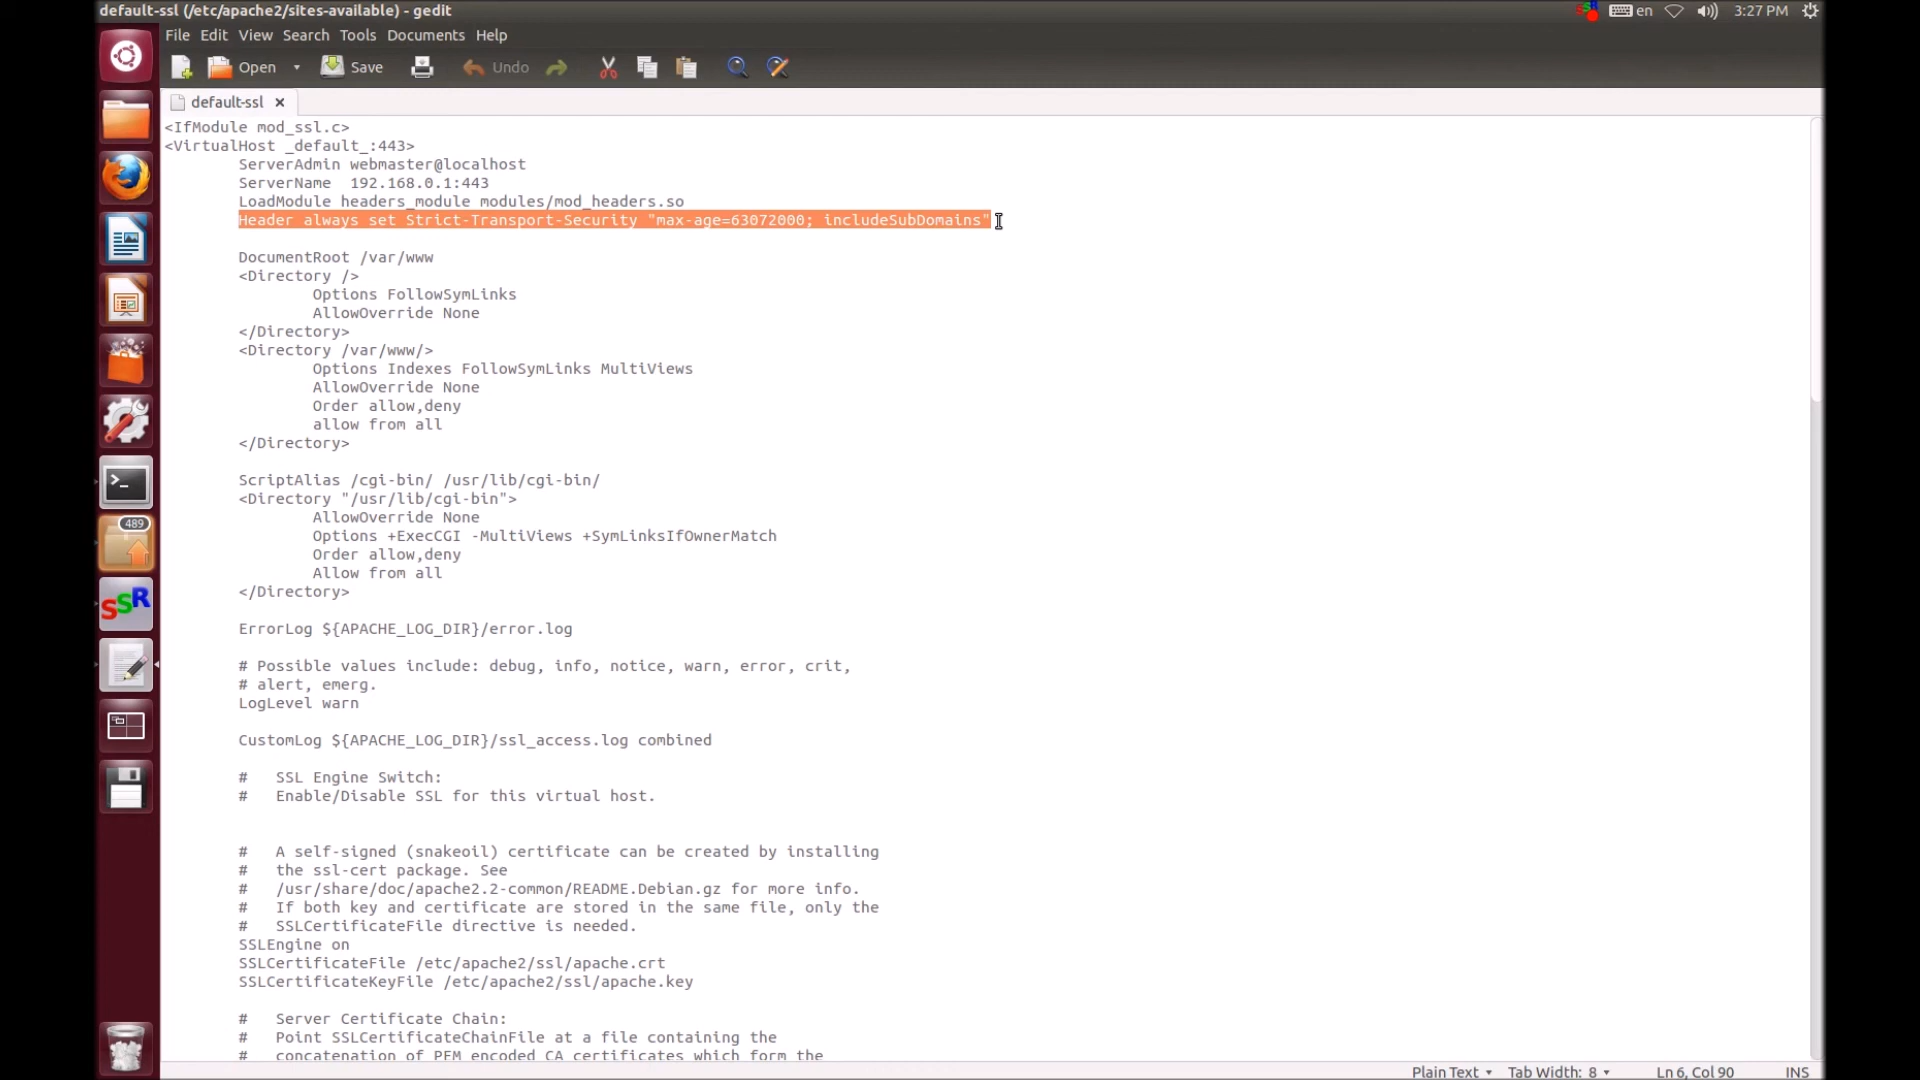 default-ssl (/etc/apache2/sites-available) - gedit
en
3:27 PM
File Edit View Search Tools Documents Help
Open Save Undo
default-ssl
<IfModule mod_ssl.c>
<VirtualHost _default_:443>
ServerAdmin webmaster@localhost
ServerName 192.168.0.1:443
LoadModule headers_module modules/mod_headers.so
Header always set Strict-Transport-Security "max-age=63072000; includeSubDomains"
DocumentRoot /var/www
<Directory />
Options FollowSymLinks
AllowOverride None
</Directory>
<Directory /var/www/>
Options Indexes FollowSymLinks MultiViews
AllowOverride None
Order allow,deny
allow from all
</Directory>
ScriptAlias /cgi-bin/ /usr/lib/cgi-bin/
<Directory "/usr/lib/cgi-bin">
AllowOverride None
Options +ExecCGI -MultiViews +SymLinksIfOwnerMatch
Order allow,deny
Allow from all
</Directory>
ErrorLog ${APACHE_LOG_DIR}/error.log
# Possible values include: debug, info, notice, warn, error, crit,
# alert, emerg.
LogLevel warn
CustomLog ${APACHE_LOG_DIR}/ssl_access.log combined
# SSL Engine Switch:
# Enable/Disable SSL for this virtual host.
# A self-signed (snakeoil) certificate can be created by installing
# the ssl-cert package. See
# /usr/share/doc/apache2.2-common/README.Debian.gz for more info.
# If both key and certificate are stored in the same file, only the
# SSLCertificateFile directive is needed.
SSLEngine on
SSLCertificateFile /etc/apache2/ssl/apache.crt
SSLCertificateKeyFile /etc/apache2/ssl/apache.key
# Server Certificate Chain:
# Point SSLCertificateChainFile at a file containing the
# concatenation of PEM encoded CA certificates which form the
489
SSR
Plain Text Tab Width: 8 Ln 6, Col 90 INS